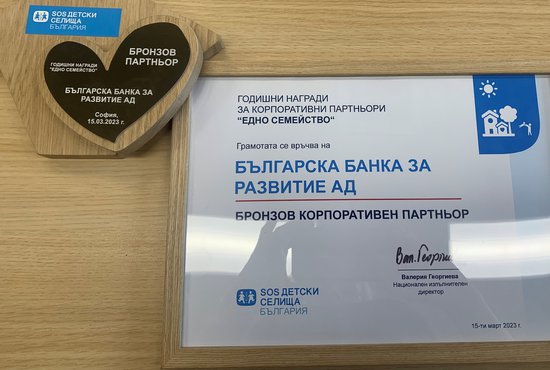 SOS ДЕТСКИ
СЕЛИЩА
БЪЛГАРИЯ
БРОНЗОВ
ПАРТНЬОР
ГОДИШНИ НАГРАДИ
"ЕДНО СЕМЕЙСТВО"
БЪЛГАРСКА БАНКА ЗА
РАЗВИТИЕ АД
София,
15.03.2023 г.
ГОДИШНИ НАГРАДИ
ЗА КОРПОРАТИВНИ ПАРТНЬОРИ
"ЕДНО СЕМЕЙСТВО"
Грамотата се връчва на
БЪЛГАРСКА БАНКА ЗА
РАЗВИТИЕ АД
БРОНЗОВ КОРПОРАТИВЕН ПАРТНЬОР
Вал. Георгие
Валерия Георгиева
Национален изпълнителен
директор
SOS ДЕТСКИ
СЕЛИЩА
БЪЛГАРИЯ
15-ти март 2023 г.